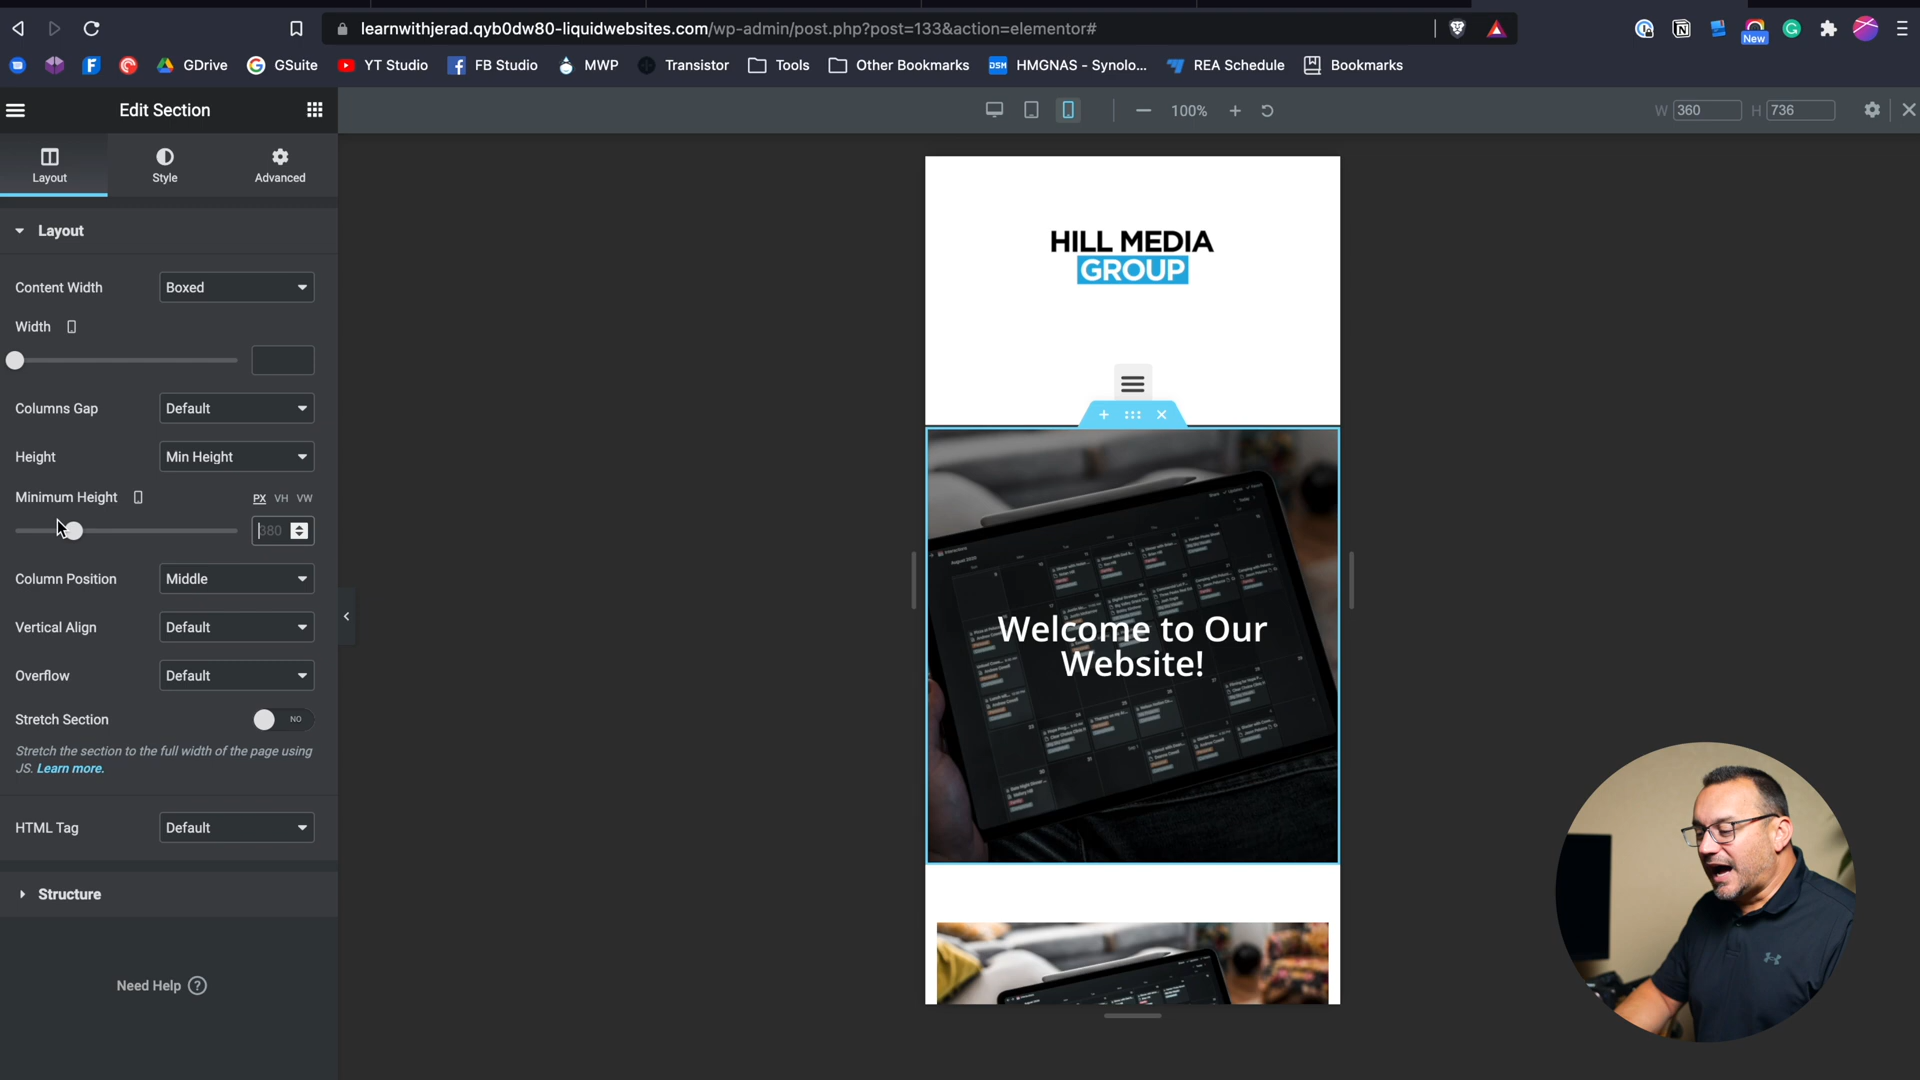 learnwithjerad.qyb0dw80-liquidwebsites.com/wp-admin/post.php?post=133&action=elementor#
New
GDrive
GSuite
YT Studio
FB Studio
MWP
Transistor
Tools
Other Bookmarks
DSM
HMGNAS - Synolo...
REA Schedule
Bookmarks
Edit Section
100%
W 360
H 736
Layout
Style
Advanced
Layout
Content Width
Boxed
Width
Columns Gap
Default
Height
Min Height
Minimum Height
PX VH VW
380
Column Position
Middle
Vertical Align
Default
Overflow
Default
Stretch Section
NO
Stretch the section to the full width of the page using
JS. Learn more.
HTML Tag
Default
Structure
Need Help ?
HILL MEDIA
GROUP
Welcome to Our
Website!